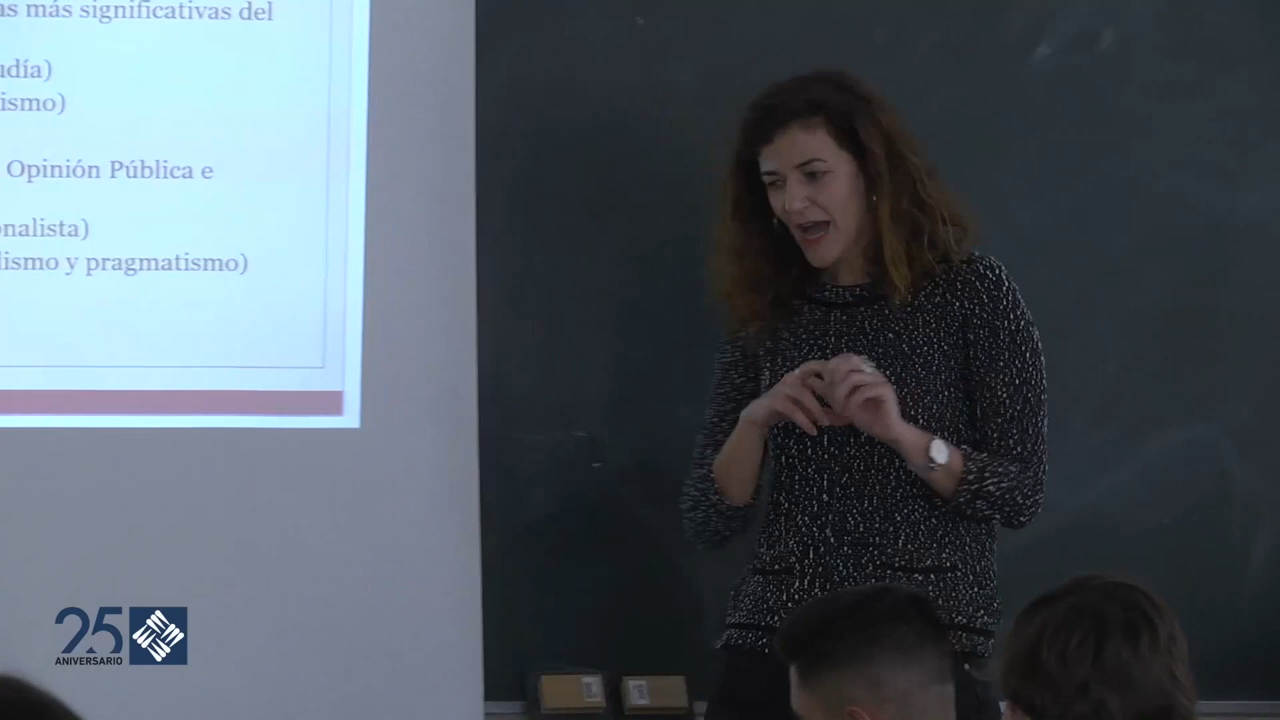 as más significativas del
udía)
ismo)
Opinión Pública e
onalista)
lismo y pragmatismo)
25
ANIVERSARIO